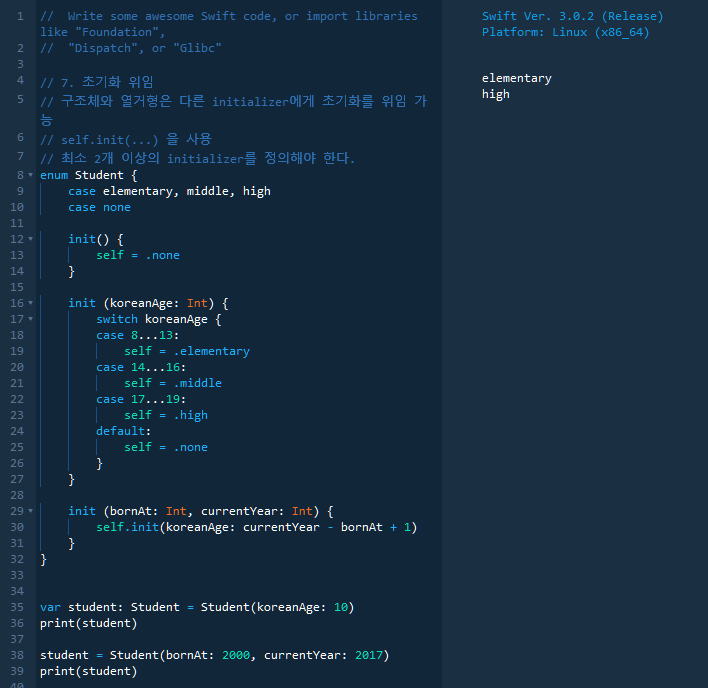 1 //  Write some awesome Swift code, or import libraries
like "Foundation",
2 //  "Dispatch", or "Glibc"
3
4 // 7. 초기화 위임
5 // 구조체와 열거형은 다른 initializer에게 초기화를 위임 가
능
6 // self.init(...) 을 사용
7 // 최소 2개 이상의 initializer를 정의해야 한다.
8 enum Student {
9     case elementary, middle, high
10     case none
11
12     init() {
13         self = .none
14     }
15
16     init (koreanAge: Int) {
17         switch koreanAge {
18         case 8...13:
19             self = .elementary
20         case 14...16:
21             self = .middle
22         case 17...19:
23             self = .high
24         default:
25             self = .none
26         }
27     }
28
29     init (bornAt: Int, currentYear: Int) {
30         self.init(koreanAge: currentYear - bornAt + 1)
31     }
32 }
33
34
35 var student: Student = Student(koreanAge: 10)
36 print(student)
37
38 student = Student(bornAt: 2000, currentYear: 2017)
39 print(student)
40
Swift Ver. 3.0.2 (Release)
Platform: Linux (x86_64)
elementary
high